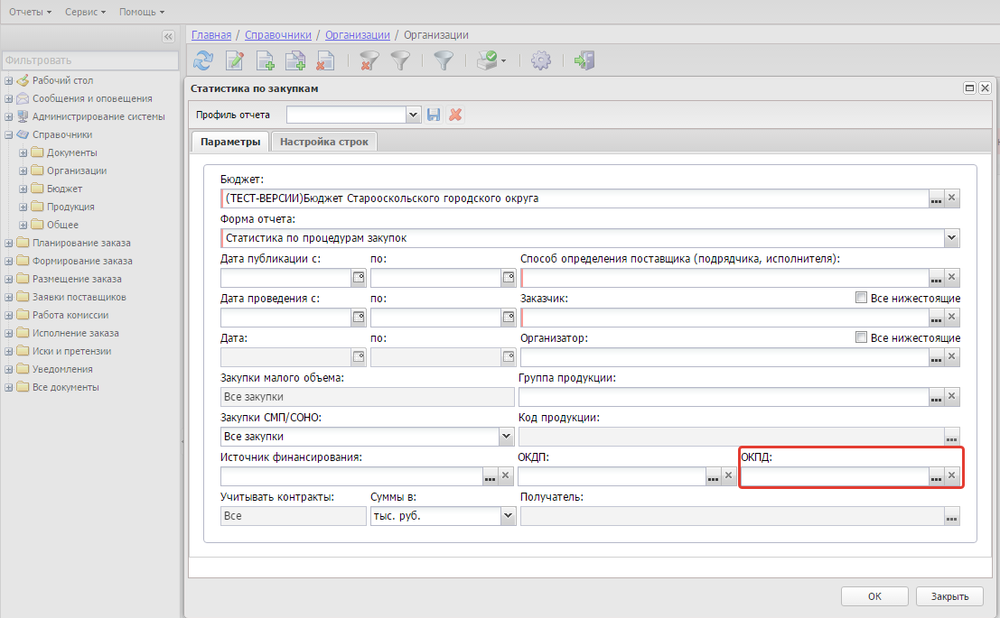 Отчеты Сервис Помощь
Главная / Справочники / Организации / Организации
Фильтровать
Рабочий стол
Сообщения и оповещения
Администрирование системы
Справочники
Документы
Организации
Бюджет
Продукция
Общее
Планирование заказа
Формирование заказа
Размещение заказа
Заявки поставщиков
Работа комиссии
Исполнение заказа
Иски и претензии
Уведомления
Все документы
Статистика по закупкам
Профиль отчета
Параметры Настройка строк
Бюджет:
(ТЕСТ-ВЕРСИИ)Бюджет Старооскольского городского округа
Форма отчета:
Статистика по процедурам закупок
Дата публикации с: по: Способ определения поставщика (подрядчика, исполнителя):
Дата проведения с: по: Заказчик: Все нижестоящие
Дата: по: Организатор: Все нижестоящие
Закупки малого объема: Группа продукции:
Все закупки
Закупки СМП/СОНО: Код продукции:
Все закупки
Источник финансирования: ОКДП: ОКПД:
Учитывать контракты: Суммы в: Получатель:
Все тыс. руб.
ОК Закрыть